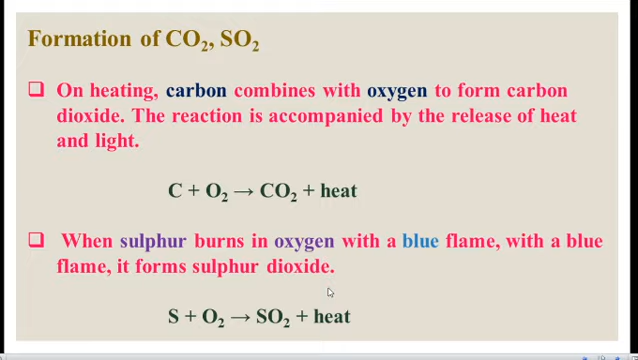 Formation of CO₂, SO₂
❑ On heating, carbon combines with oxygen to form carbon
dioxide. The reaction is accompanied by the release of heat
and light.
C + O₂ → CO₂ + heat
❑ When sulphur burns in oxygen with a blue flame, with a blue
flame, it forms sulphur dioxide.
S + O₂ → SO₂ + heat